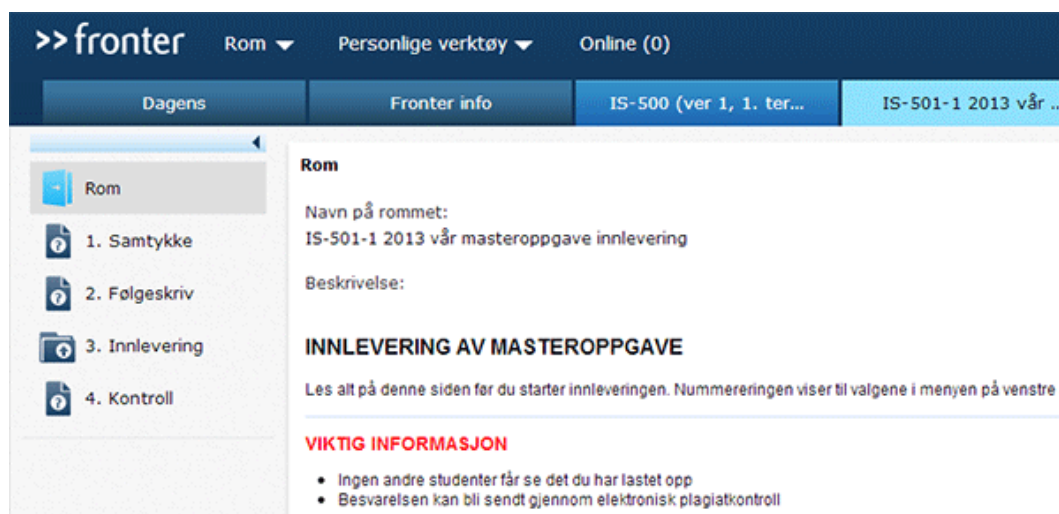 >> fronter Rom Personlige verktøy Online (0)
Dagens Fronter info IS-500 (ver 1, 1. ter... IS-501-1 2013 vår ..
Rom
Rom
Navn på rommet:
1. Samtykke
IS-501-1 2013 vår masteroppgave innlevering
Beskrivelse:
2. Følgeskriv
3. Innlevering
INNLEVERING AV MASTEROPPGAVE
Les alt på denne siden før du starter innleveringen. Nummereringen viser til valgene i menyen på venstre
4. Kontroll
VIKTIG INFORMASJON
• Ingen andre studenter får se det du har lastet opp
• Besvarelsen kan bli sendt gjennom elektronisk plagiatkontroll